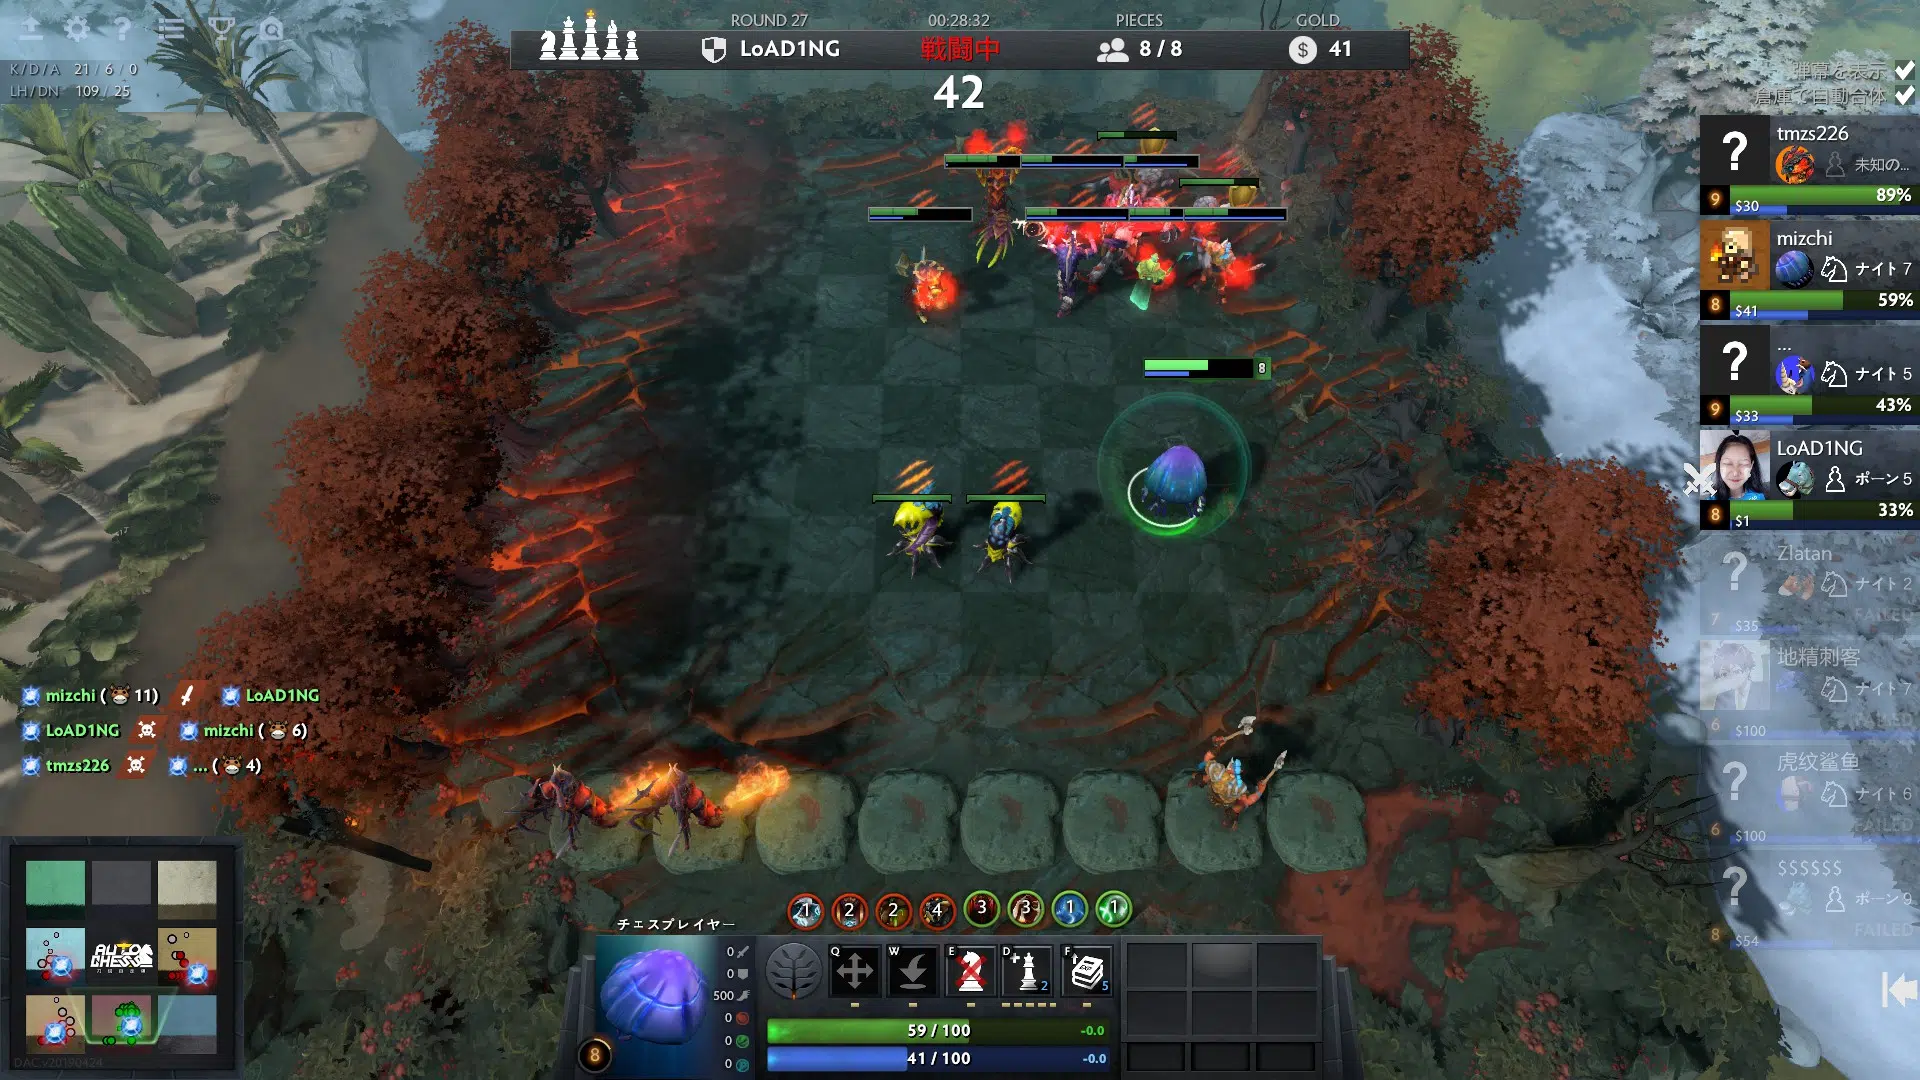 ROUND 27
00:28:32
PIECES
GOLD
LoAD1NG
戦闘中
8 / 8
$ 41
42
K/D/A 21 / 6 / 0
LH/DN 109 / 25
弾幕を表示
倉庫で自動合体
? tmzs226
未知の...
9 $30 89%
mizchi
ナイト 7
8 $41 59%
? ...
ナイト 5
9 $33 43%
LoAD1NG
ポーン 5
8 $1 33%
? Zlatan
ナイト 2
FAILED
7 $35
地精刺客
ナイト 7
FAILED
6 $100
? 虎纹鲨鱼
ナイト 6
FAILED
6 $100
? $$$$$$
ポーン 9
FAILED
8 $54
8
mizchi ( 11) LoAD1NG
LoAD1NG mizchi ( 6)
tmzs226 ... ( 4)
1 2 2 4 3 3 1 1
チェスプレイヤー
0
0
500
0
0
0
8
Q W E D 2 F EXP 5
59 / 100 -0.0
41 / 100 -0.0
AUTO CHESS
DAC.v20190424